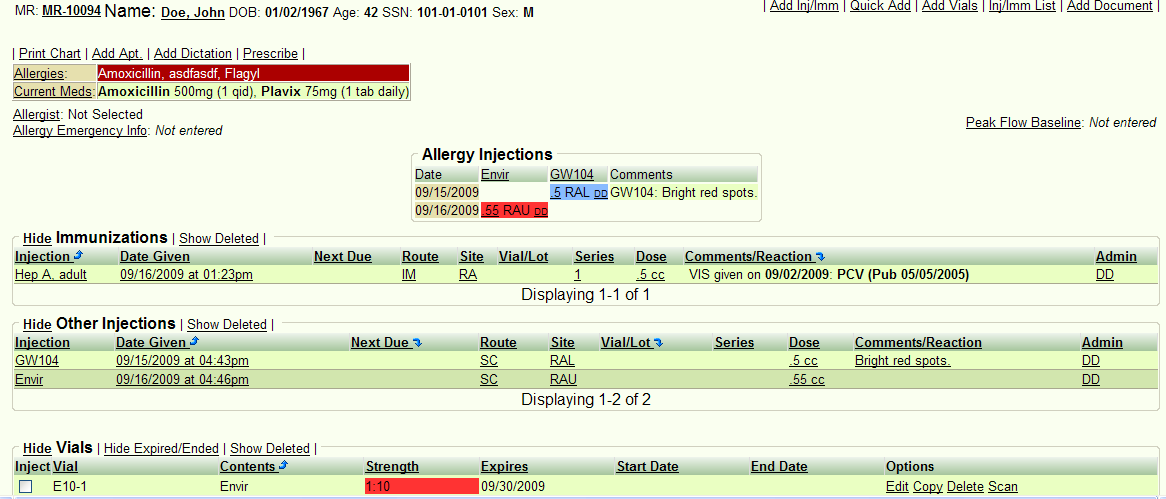 MR: MR-10094 Name: Doe, John DOB: 01/02/1967 Age: 42 SSN: 101-01-0101 Sex: M | Add Inj/Imm | Quick Add | Add Vials | Inj/Imm List | Add Document |
| Print Chart | Add Apt. | Add Dictation | Prescribe |
Allergies: Amoxicillin, asdfasdf, Flagyl
Current Meds: Amoxicillin 500mg (1 qid), Plavix 75mg (1 tab daily)
Allergist: Not Selected
Allergy Emergency Info: Not entered
Peak Flow Baseline: Not entered
Allergy Injections
Date Envir GW104 Comments
09/15/2009 .5 RAL DD GW104: Bright red spots.
09/16/2009 .55 RAU DD
Hide Immunizations | Show Deleted |
Injection Date Given Next Due Route Site Vial/Lot Series Dose Comments/Reaction Admin
Hep A, adult 09/16/2009 at 01:23pm IM RA 1 .5 cc VIS given on 09/02/2009: PCV (Pub 05/05/2005) DD
Displaying 1-1 of 1
Hide Other Injections | Show Deleted |
Injection Date Given Next Due Route Site Vial/Lot Series Dose Comments/Reaction Admin
GW104 09/15/2009 at 04:43pm SC RAL .5 cc Bright red spots. DD
Envir 09/16/2009 at 04:46pm SC RAU .55 cc DD
Displaying 1-2 of 2
Hide Vials | Hide Expired/Ended | Show Deleted |
Inject Vial Contents Strength Expires Start Date End Date Options
E10-1 Envir 1:10 09/30/2009 Edit Copy Delete Scan